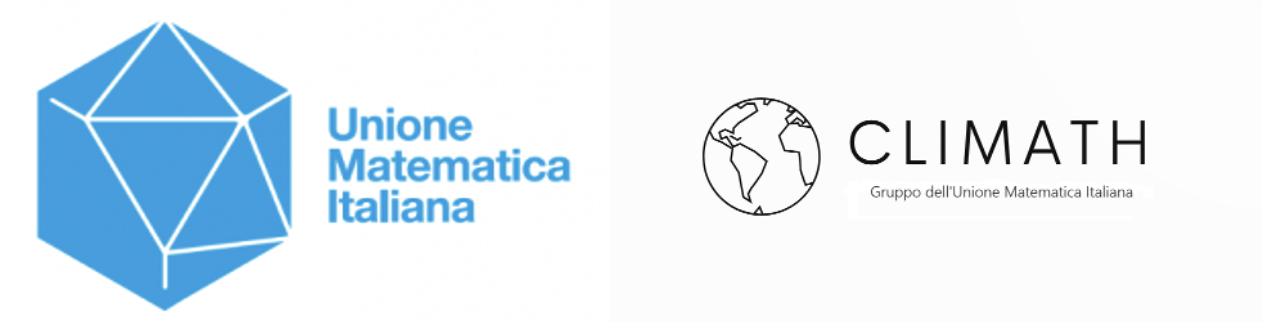 Unione
Matematica
Italiana
CLIMATH
Gruppo dell'Unione Matematica Italiana